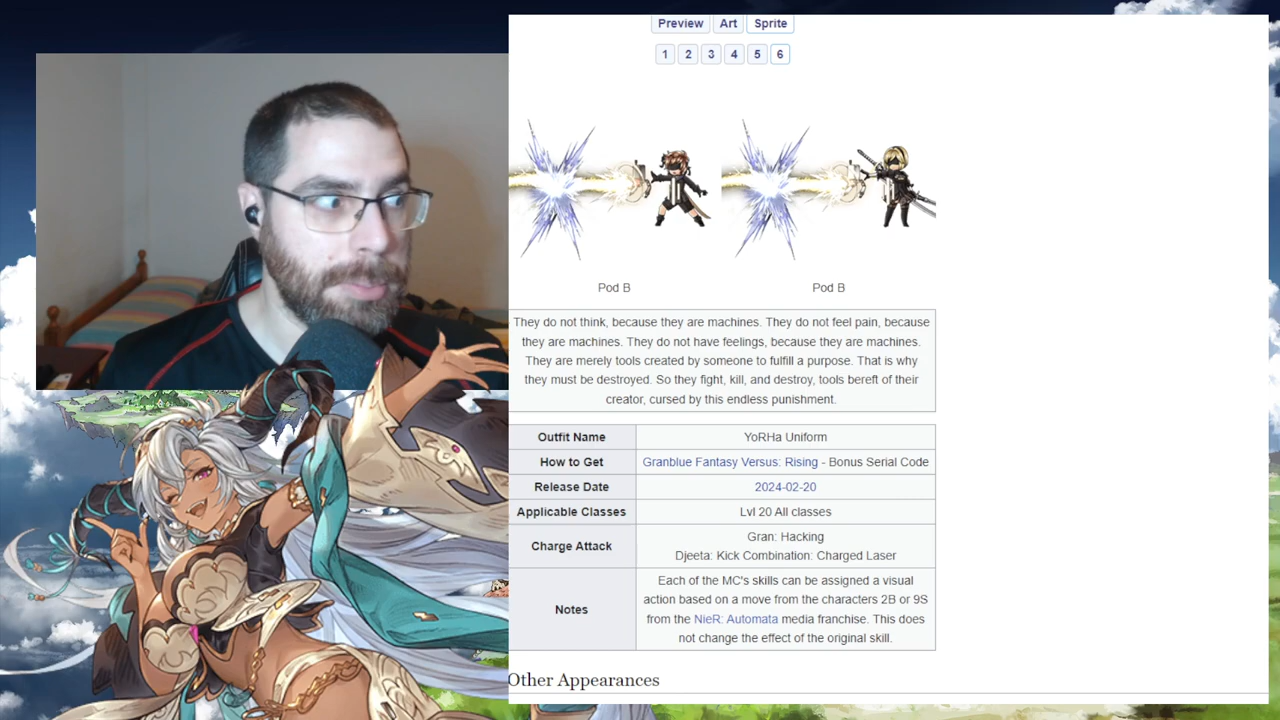 Preview Art Sprite
1 2 3 4 5 6
Pod B Pod B
They do not think, because they are machines. They do not feel pain, because
they are machines. They do not have feelings, because they are machines.
They are merely tools created by someone to fulfill a purpose. That is why
they must be destroyed. So they fight, kill, and destroy, tools bereft of their
creator, cursed by this endless punishment.
Outfit Name YoRHa Uniform
How to Get Granblue Fantasy Versus: Rising - Bonus Serial Code
Release Date 2024-02-20
Applicable Classes Lvl 20 All classes
Charge Attack Gran: Hacking
Djeeta: Kick Combination: Charged Laser
Notes Each of the MC's skills can be assigned a visual
action based on a move from the characters 2B or 9S
from the NieR: Automata media franchise. This does
not change the effect of the original skill.
Other Appearances